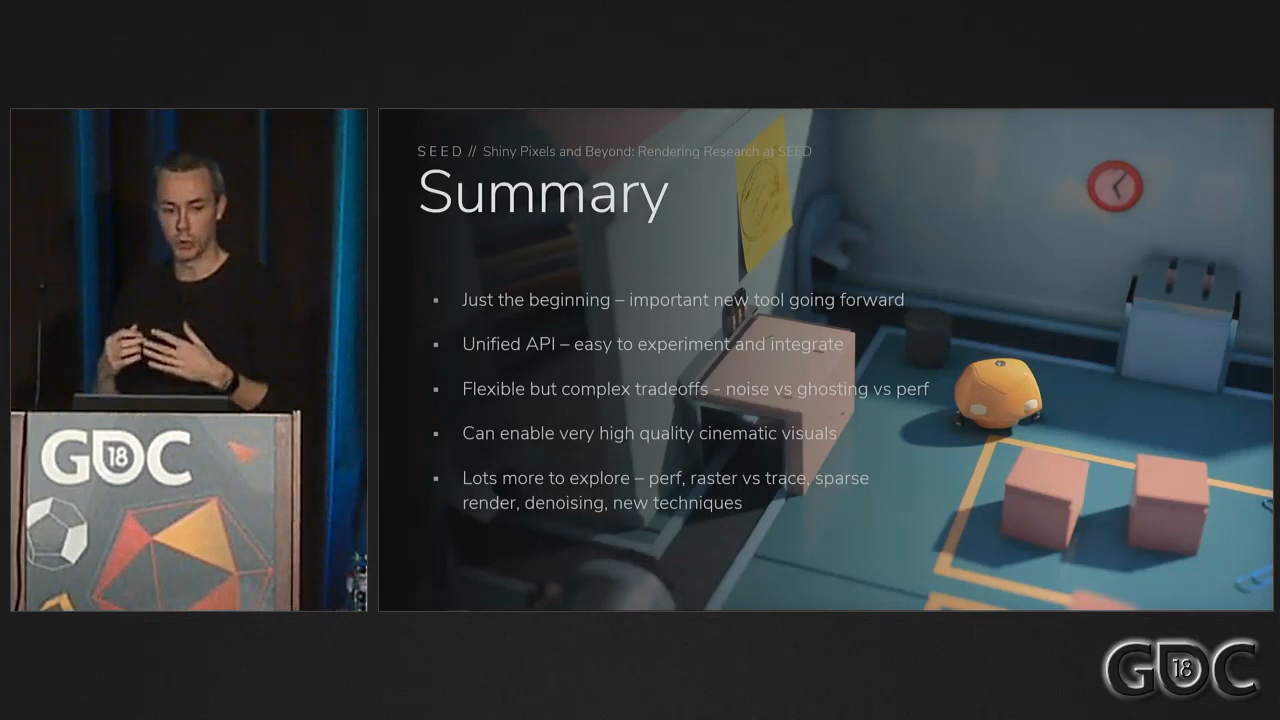 SEED // Shiny Pixels and Beyond: Rendering Research at SEED
Summary
▪ Just the beginning – important new tool going forward
▪ Unified API – easy to experiment and integrate
▪ Flexible but complex tradeoffs - noise vs ghosting vs perf
▪ Can enable very high quality cinematic visuals
▪ Lots more to explore – perf, raster vs trace, sparse
render, denoising, new techniques
GDC 18
GDC 18